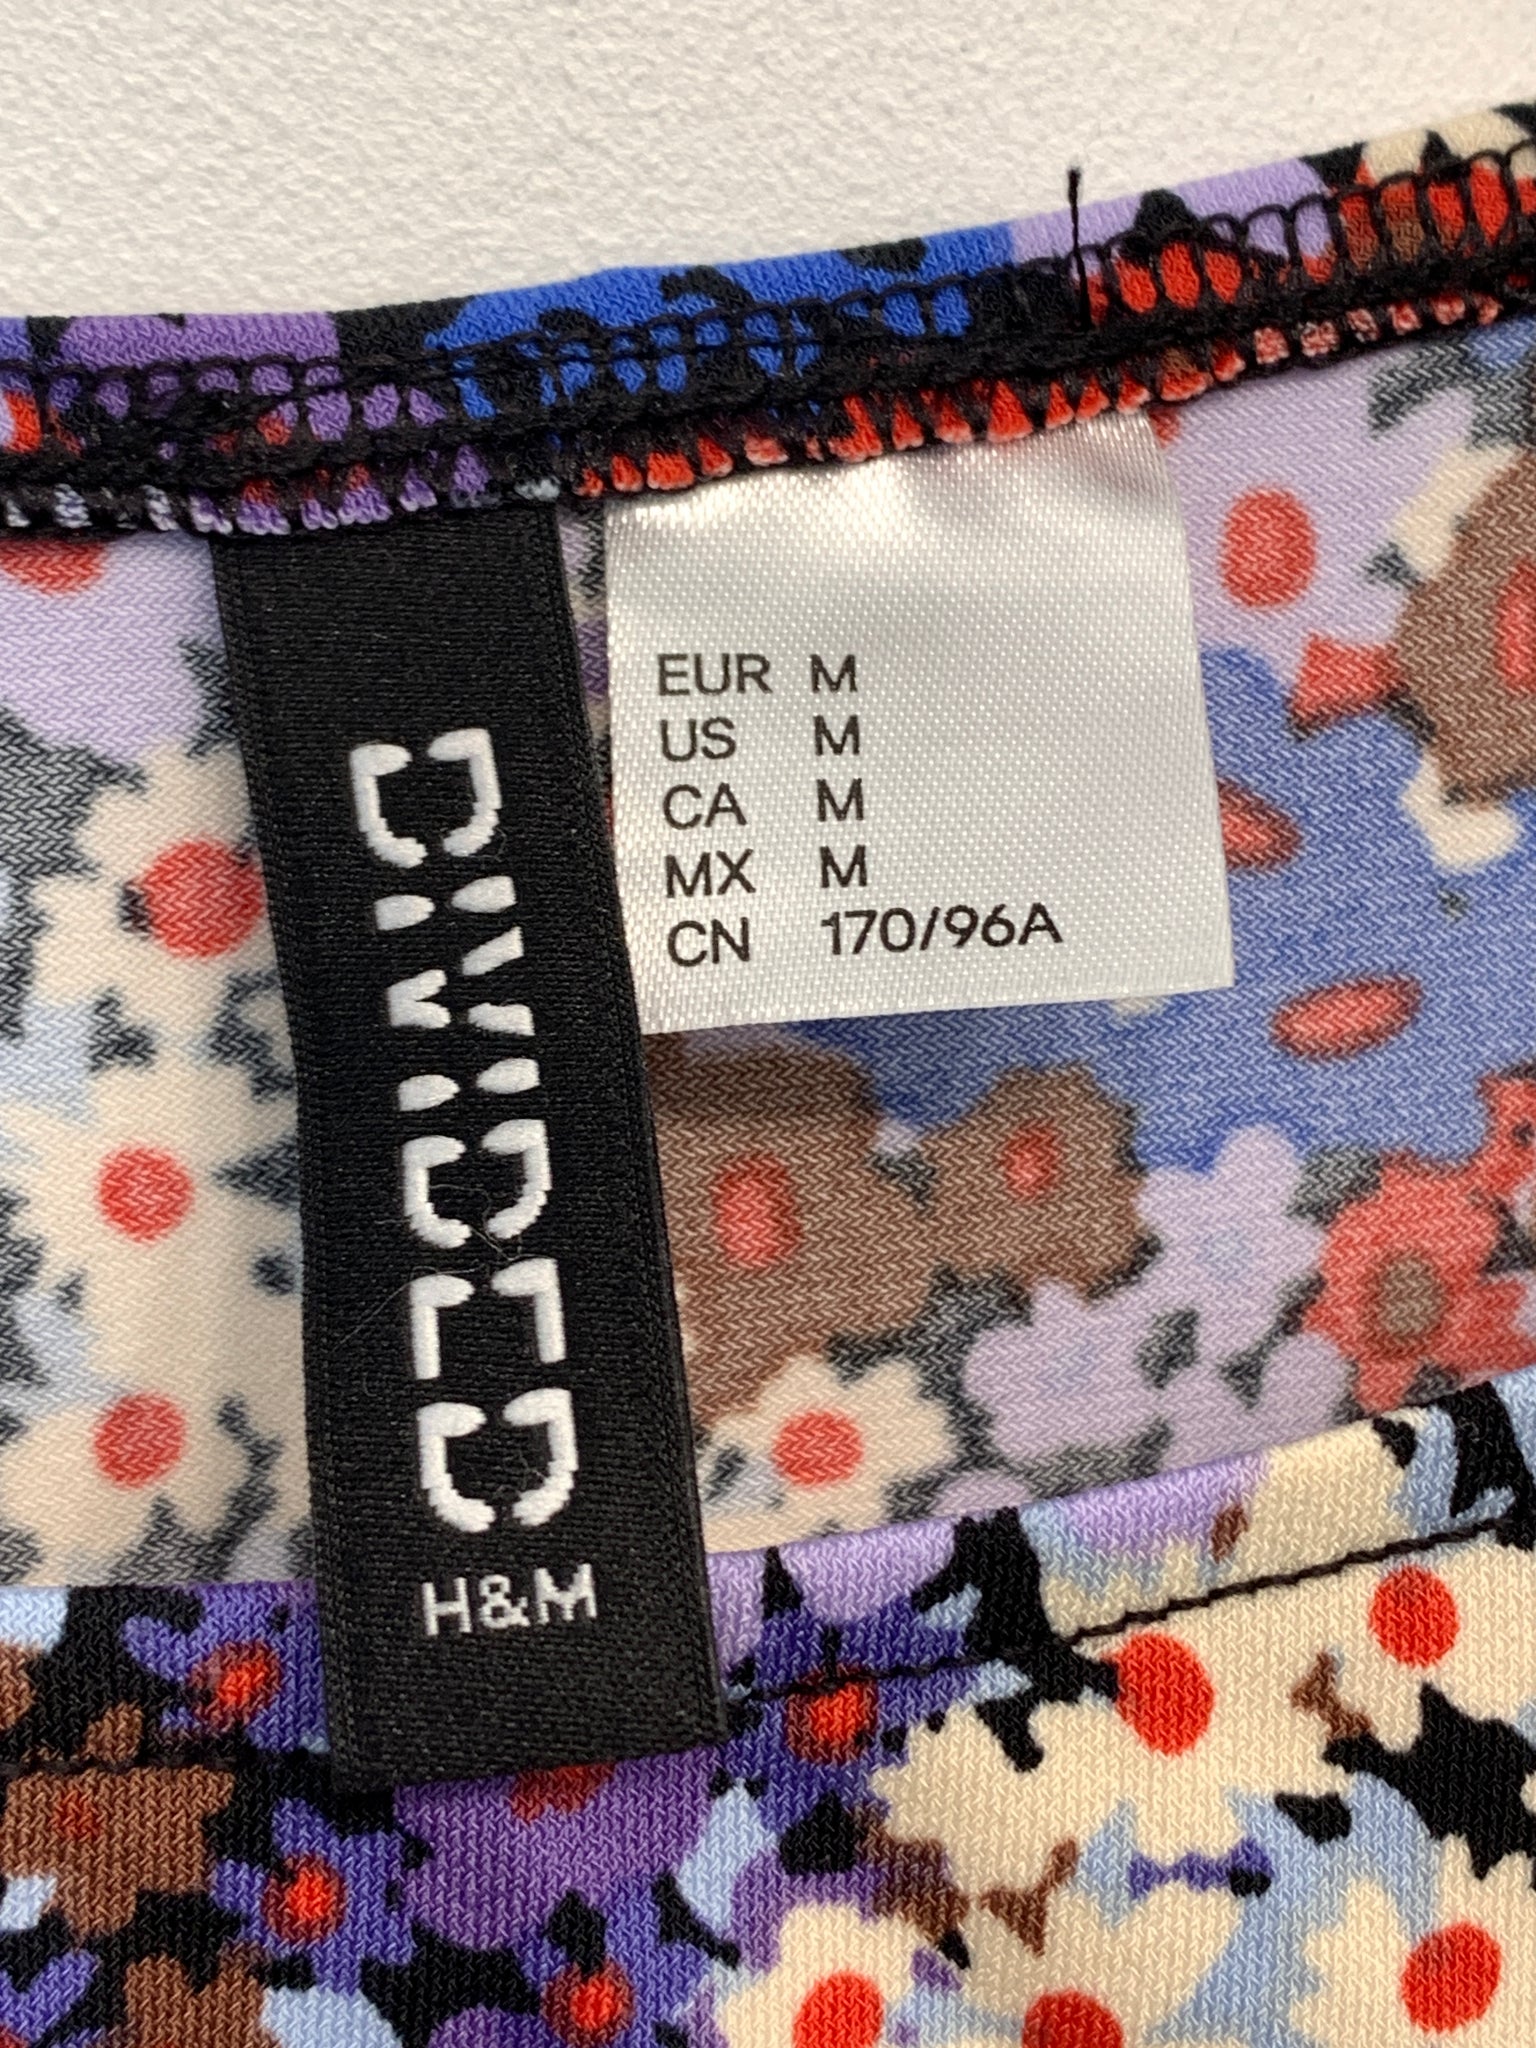 DIVIDED
H&M
EUR M
US M
CA M
MX M
CN 170/96A